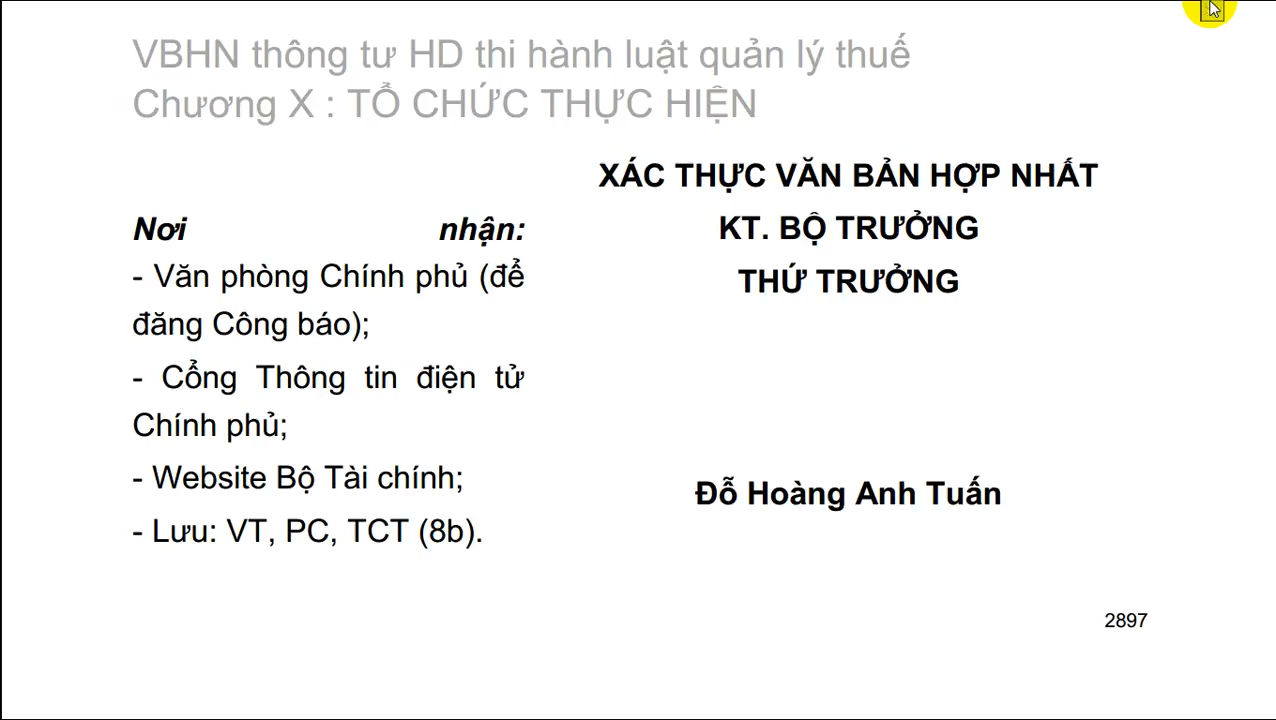 VBHN thông tư HD thi hành luật quản lý thuế
Chương X : TỔ CHỨC THỰC HIỆN
Nơi nhận:
- Văn phòng Chính phủ (để
đăng Công báo);
- Cổng Thông tin điện tử
Chính phủ;
- Website Bộ Tài chính;
- Lưu: VT, PC, TCT (8b).
XÁC THỰC VĂN BẢN HỢP NHẤT
KT. BỘ TRƯỞNG
THỨ TRƯỞNG
Đỗ Hoàng Anh Tuấn
2897